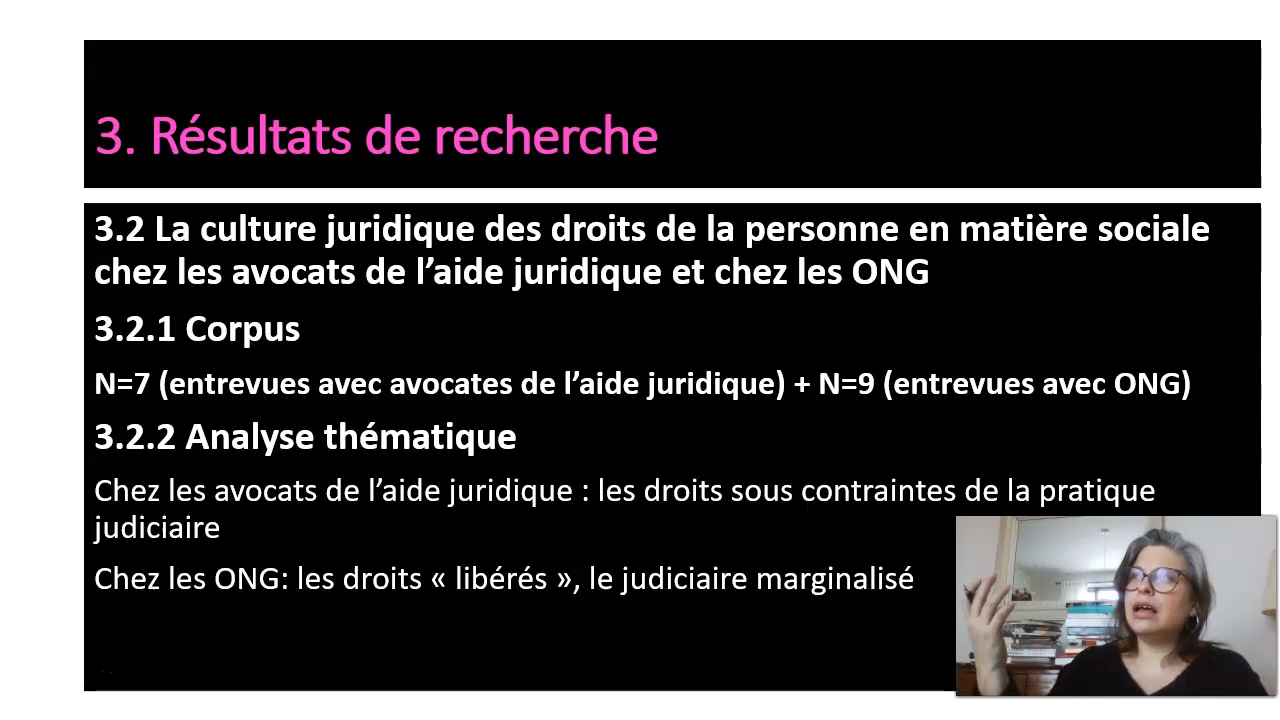 3. Résultats de recherche
3.2 La culture juridique des droits de la personne en matière sociale
chez les avocats de l’aide juridique et chez les ONG
3.2.1 Corpus
N=7 (entrevues avec avocates de l’aide juridique) + N=9 (entrevues avec ONG)
3.2.2 Analyse thématique
Chez les avocats de l’aide juridique : les droits sous contraintes de la pratique
judiciaire
Chez les ONG: les droits « libérés », le judiciaire marginalisé